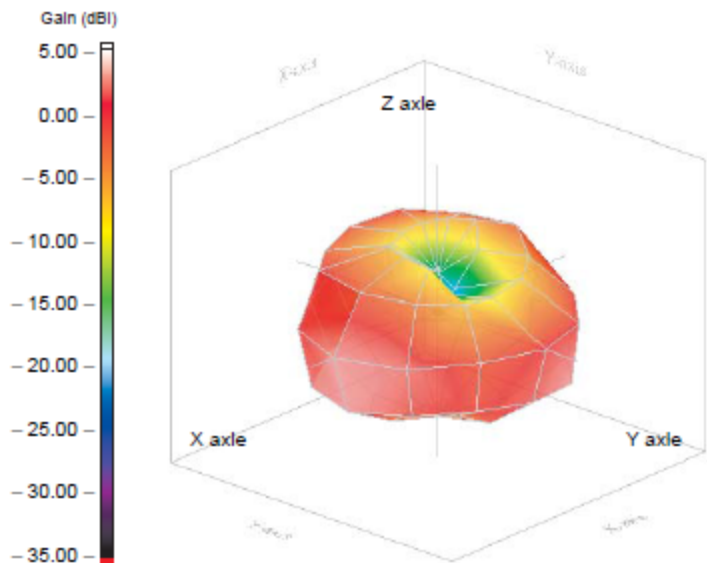 Gain (dBi)
5.00
0.00
– 5.00
– 10.00
– 15.00
– 20.00
– 25.00
– 30.00
– 35.00
Z axle
X axle
Y axle